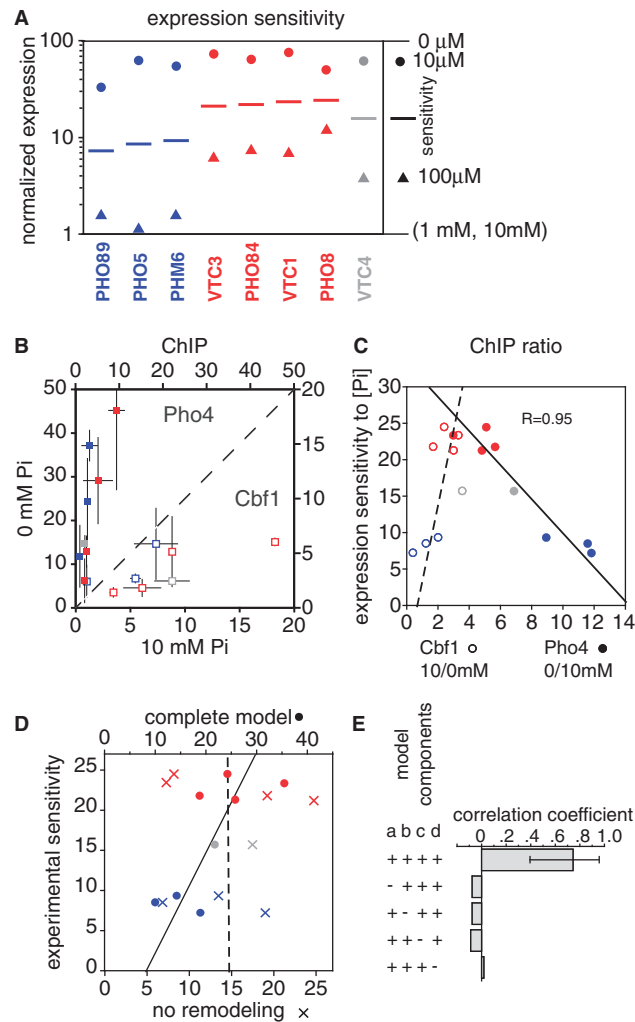 A
expression sensitivity
100
10
1
normalized expression
0 µM
10µM
sensitivity
100µM
(1 mM, 10mM)
PHO89
PHO5
PHM6
VTC3
PHO84
VTC1
PHO8
VTC4
B
ChIP
0 10 20 30 40 50
50
40
30
20
10
0
0 mM Pi
Pho4
Cbf1
20
15
10
5
0
0 5 10 15 20
10 mM Pi
C
ChIP ratio
30
25
20
15
10
5
0
expression sensitivity to [Pi]
R=0.95
0 2 4 6 8 10 12 14
Cbf1 Pho4
10/0mM 0/10mM
D
complete model
0 10 20 30 40
25
20
15
10
5
0
experimental sensitivity
0 5 10 15 20 25
no remodeling ×
E
model
components
correlation coefficient
a b c d
0 .2 .4 .6 .8 1.0
+ + + +
- + + +
+ - + +
+ + - +
+ + + -